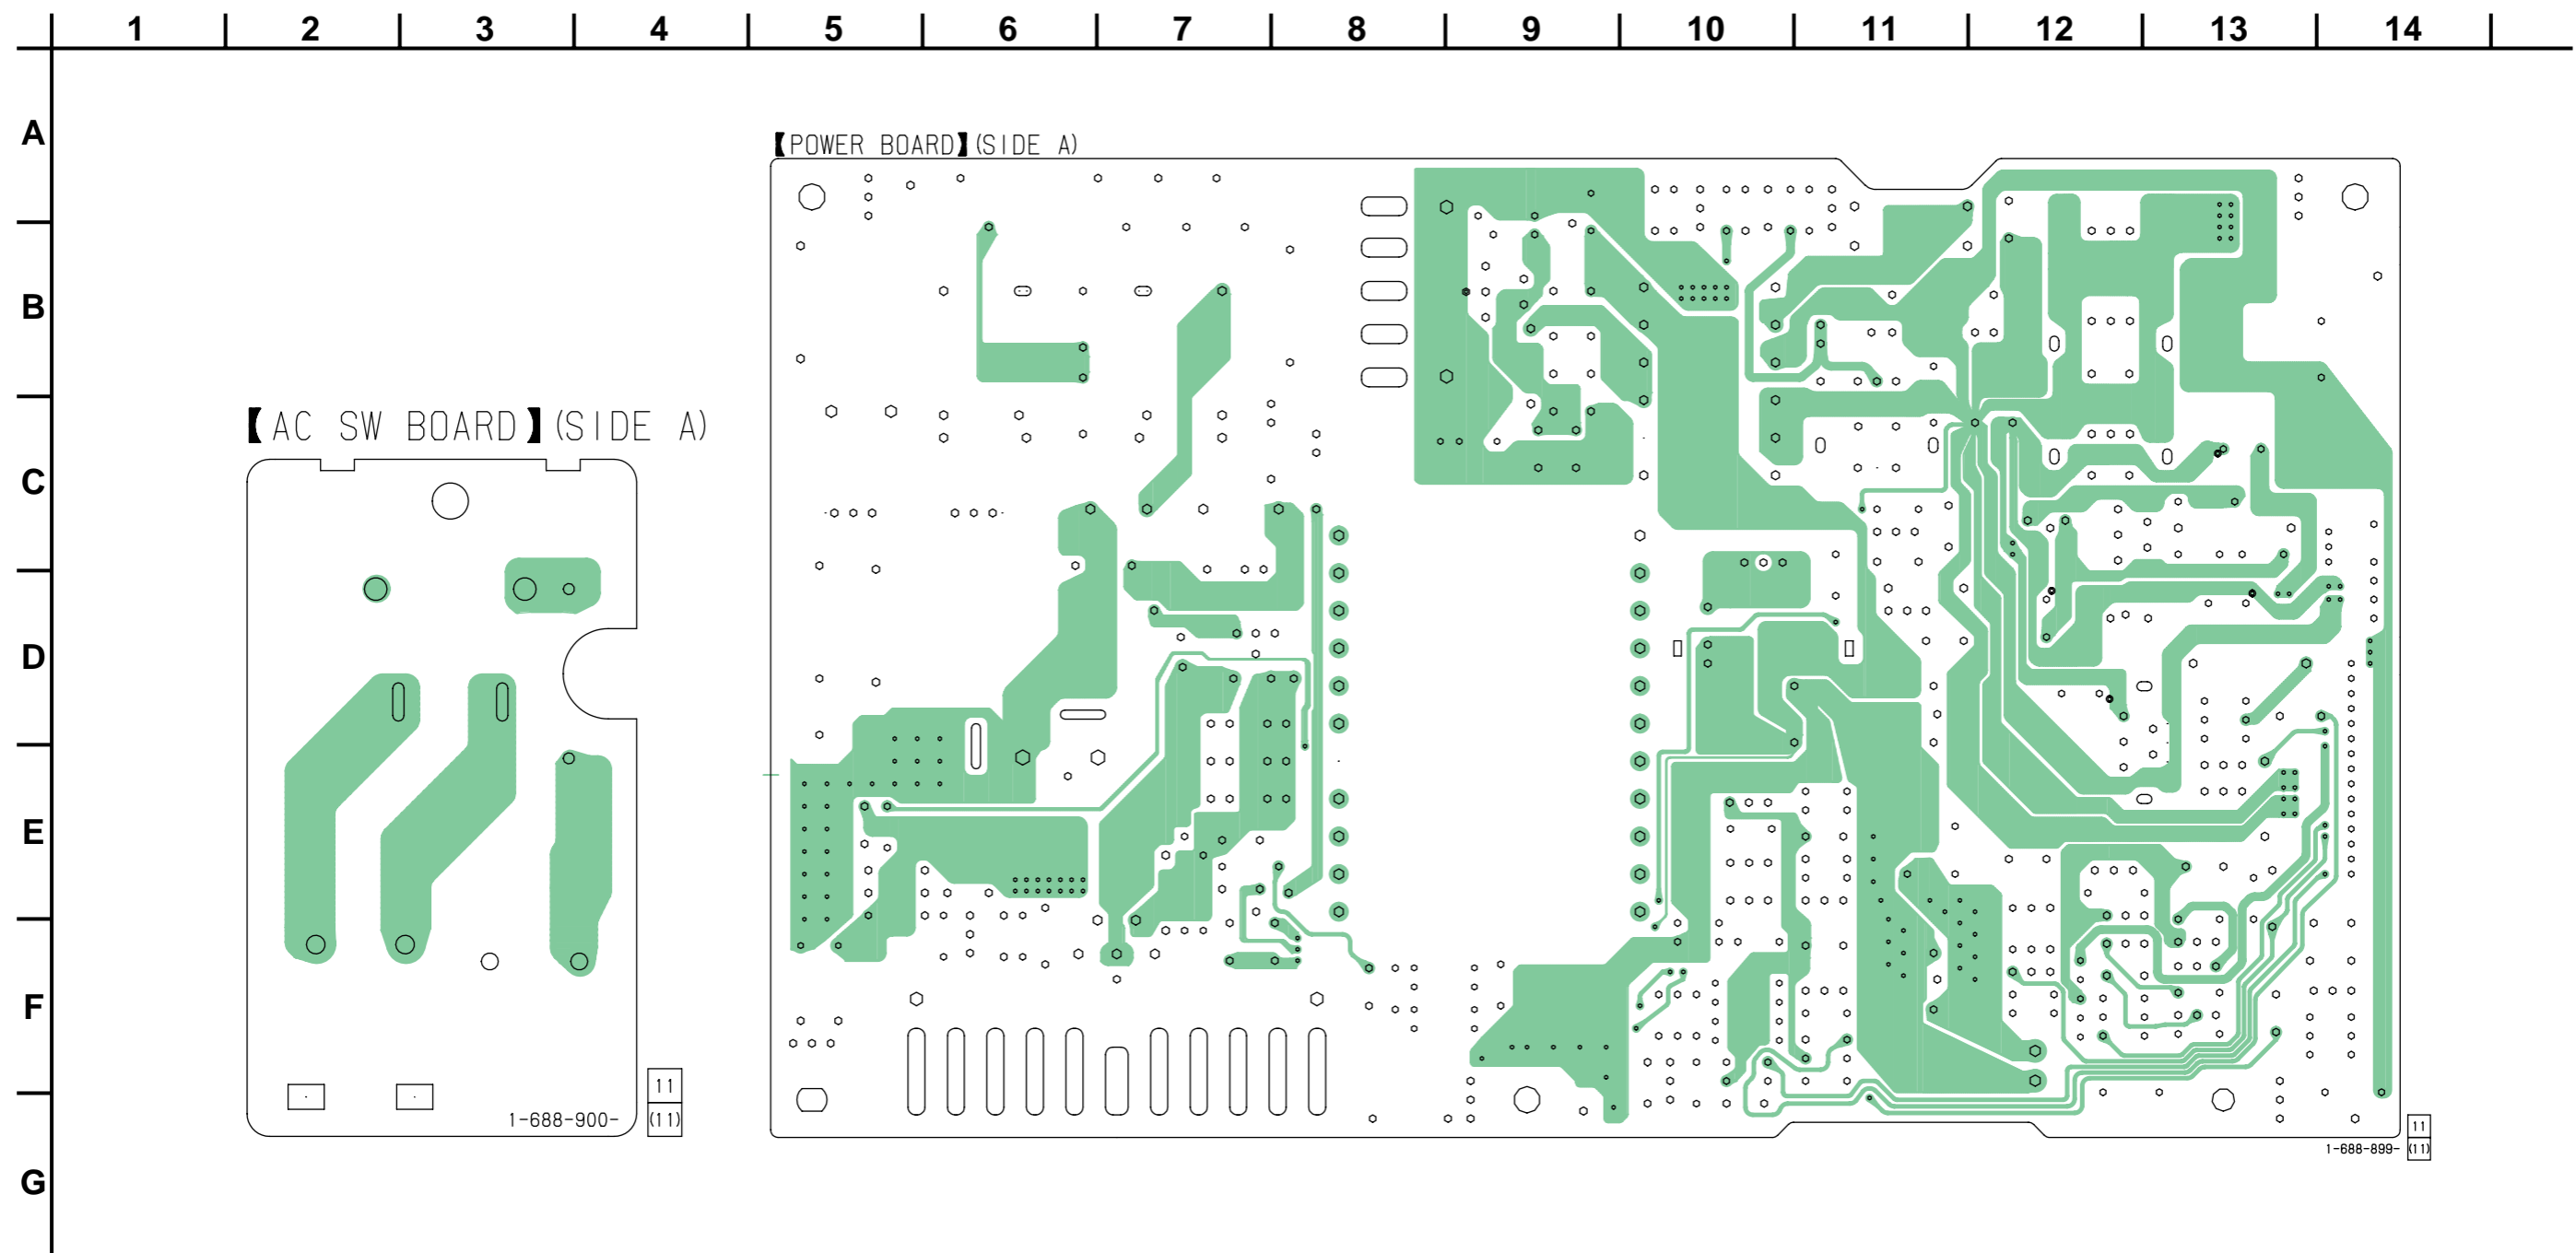 1 2 3 4 5 6 7 8 9 10 11 12 13 14
A
【POWER BOARD】(SIDE A)
B
【AC SW BOARD】(SIDE A)
C
D
E
F
11
1-688-900- (11)
11
1-688-899- (11)
G